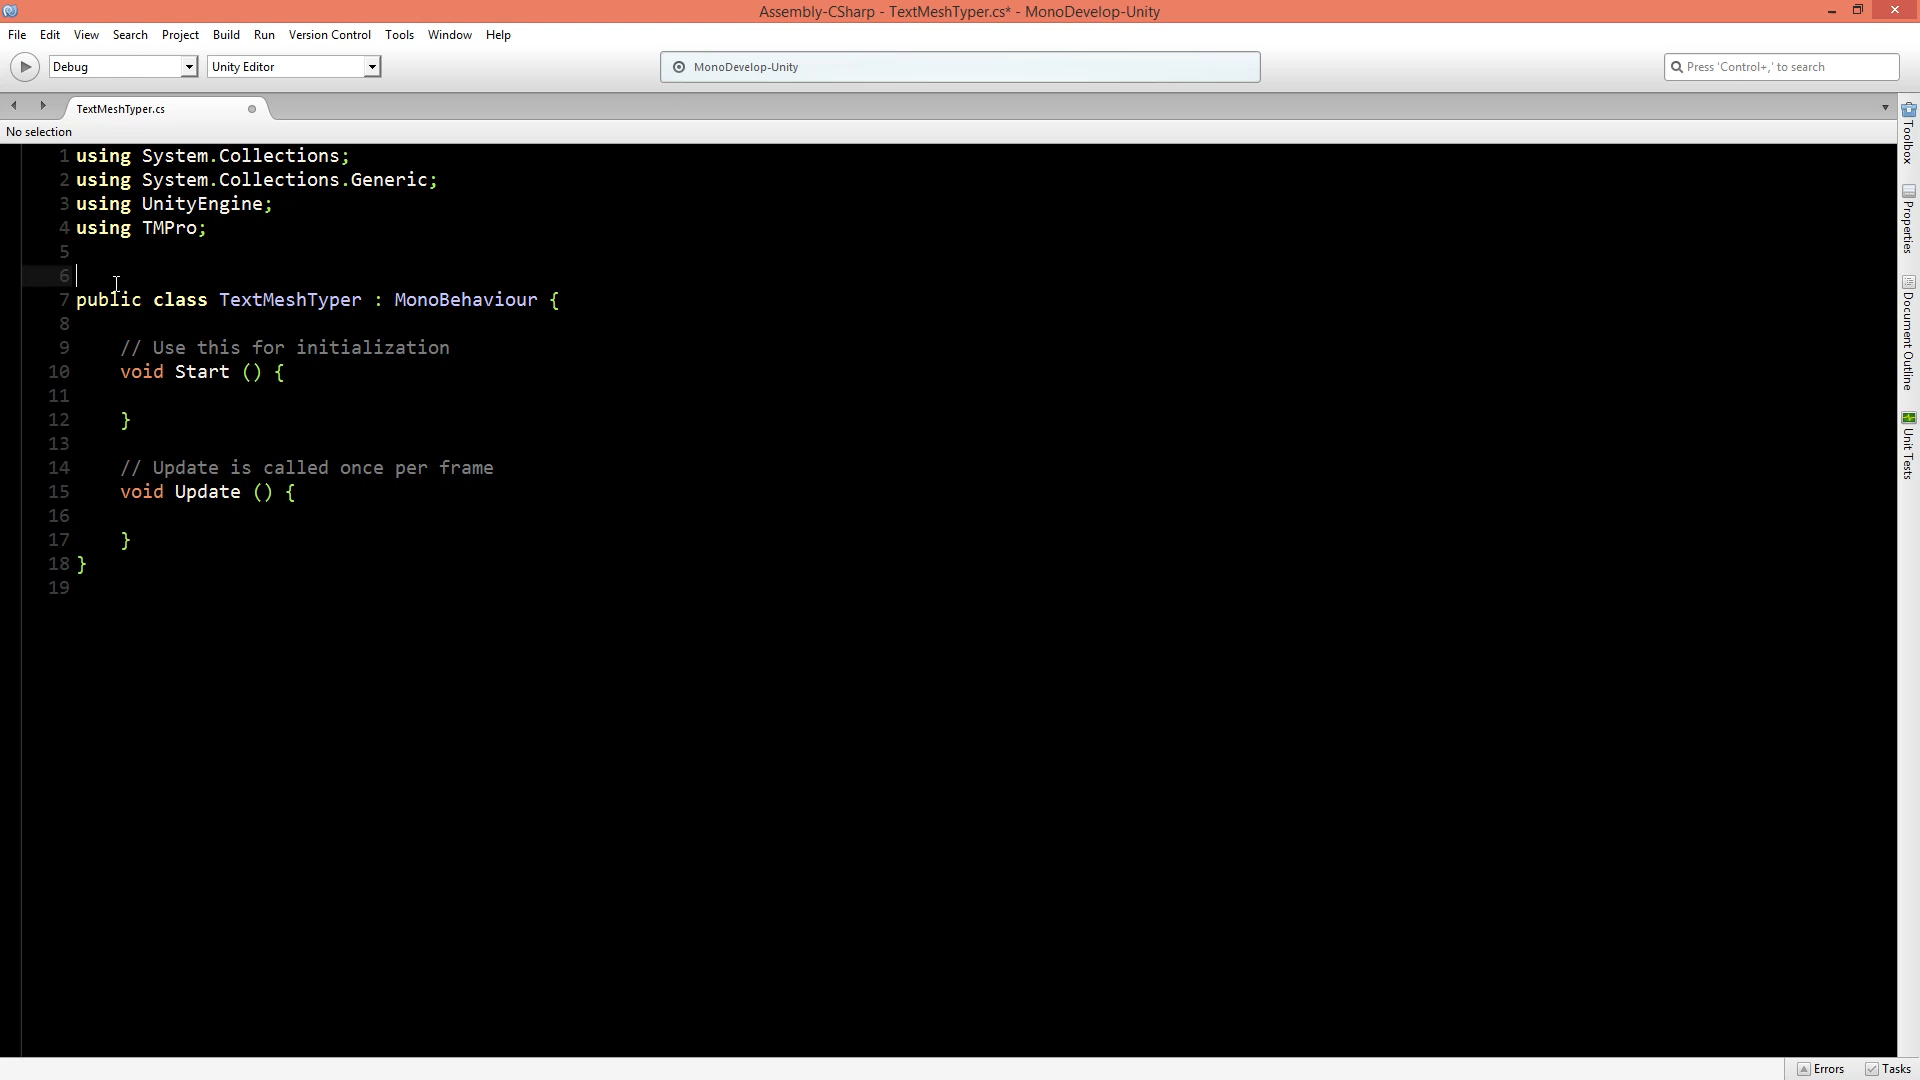 Assembly-CSharp - TextMeshTyper.cs* - MonoDevelop-Unity
File Edit View Search Project Build Run Version Control Tools Window Help
Debug Unity Editor MonoDevelop-Unity Press 'Control+,' to search
TextMeshTyper.cs
No selection
1 using System.Collections;
2 using System.Collections.Generic;
3 using UnityEngine;
4 using TMPro;
5
6
7 public class TextMeshTyper : MonoBehaviour {
8
9 // Use this for initialization
10 void Start () {
11
12 }
13
14 // Update is called once per frame
15 void Update () {
16
17 }
18 }
19
Toolbox
Properties
Document Outline
Unit Tests
Errors Tasks